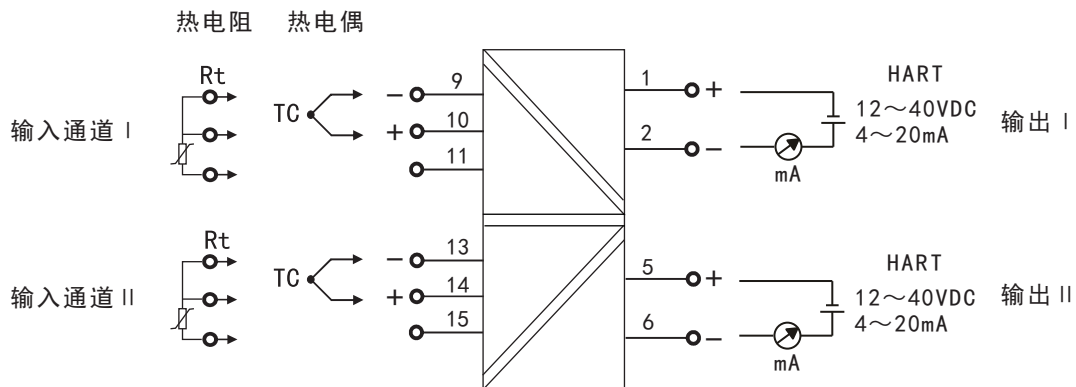 热电阻 热电偶
Rt
TC
输入通道 I
− 9
+ 10
11
1 +
2 −
mA
HART
12～40VDC
4～20mA
输出 I
Rt
TC
输入通道 II
− 13
+ 14
15
5 +
6 −
mA
HART
12～40VDC
4～20mA
输出 II